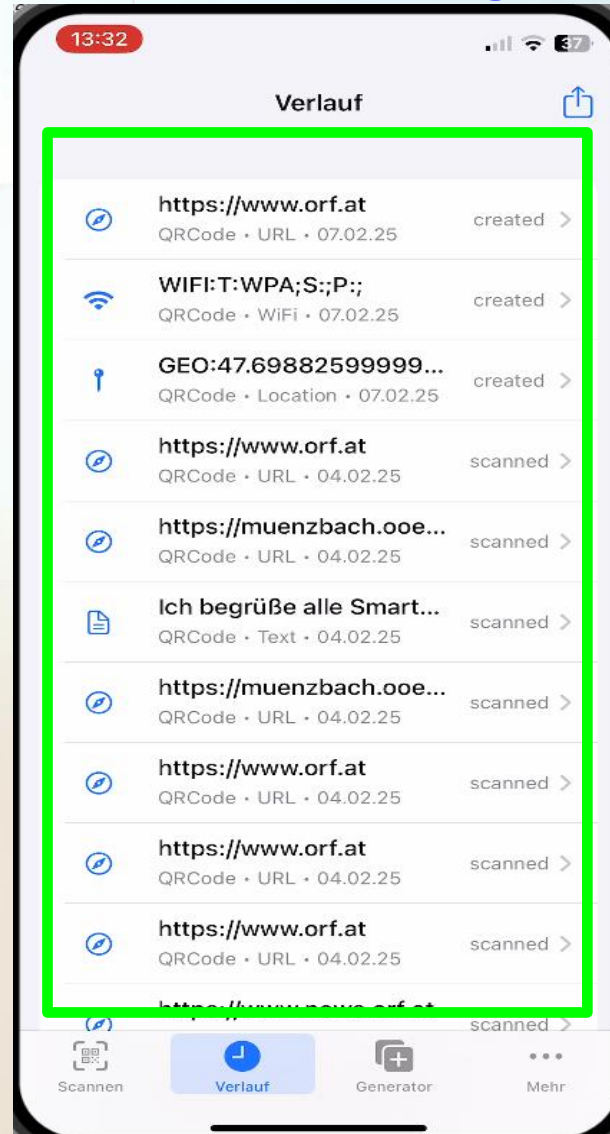 13:32
37
Verlauf
https://www.orf.at
created
QRCode • URL • 07.02.25
WIFI:T:WPA;S:;P:;
created
QRCode • WiFi • 07.02.25
GEO:47.69882599999...
created
QRCode • Location • 07.02.25
https://www.orf.at
scanned
QRCode • URL • 04.02.25
https://muenzbach.ooe...
scanned
QRCode • URL • 04.02.25
Ich begrüße alle Smart...
scanned
QRCode • Text • 04.02.25
https://muenzbach.ooe...
scanned
QRCode • URL • 04.02.25
https://www.orf.at
scanned
QRCode • URL • 04.02.25
https://www.orf.at
scanned
QRCode • URL • 04.02.25
https://www.orf.at
scanned
QRCode • URL • 04.02.25
scanned
Scannen
Verlauf
Generator
Mehr